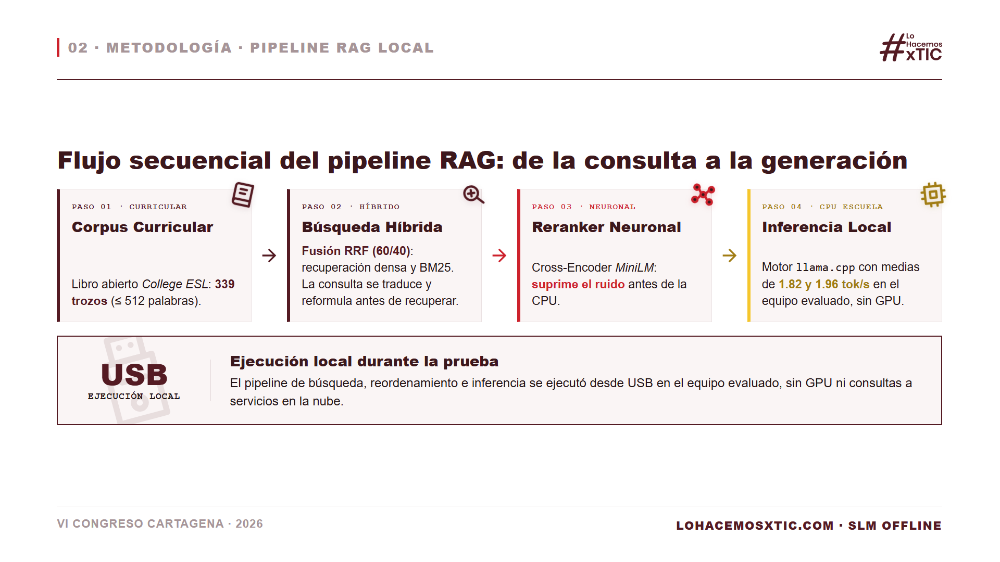 02 · METODOLOGÍA · PIPELINE RAG LOCAL
#Lo Hacemos xTIC
Flujo secuencial del pipeline RAG: de la consulta a la generación
PASO 01 · CURRICULAR
Corpus Curricular
Libro abierto College ESL: 339
trozos (≤ 512 palabras).
PASO 02 · HÍBRIDO
Búsqueda Híbrida
Fusión RRF (60/40):
recuperación densa y BM25.
La consulta se traduce y
reformula antes de recuperar.
PASO 03 · NEURONAL
Reranker Neuronal
Cross-Encoder MiniLM:
suprime el ruido antes de la
CPU.
PASO 04 · CPU ESCUELA
Inferencia Local
Motor llama.cpp con medias
de 1.82 y 1.96 tok/s en el
equipo evaluado, sin GPU.
USB
EJECUCIÓN LOCAL
Ejecución local durante la prueba
El pipeline de búsqueda, reordenamiento e inferencia se ejecutó desde USB en el equipo evaluado, sin GPU ni consultas a
servicios en la nube.
VI CONGRESO CARTAGENA · 2026
LOHACEMOSXTIC.COM · SLM OFFLINE